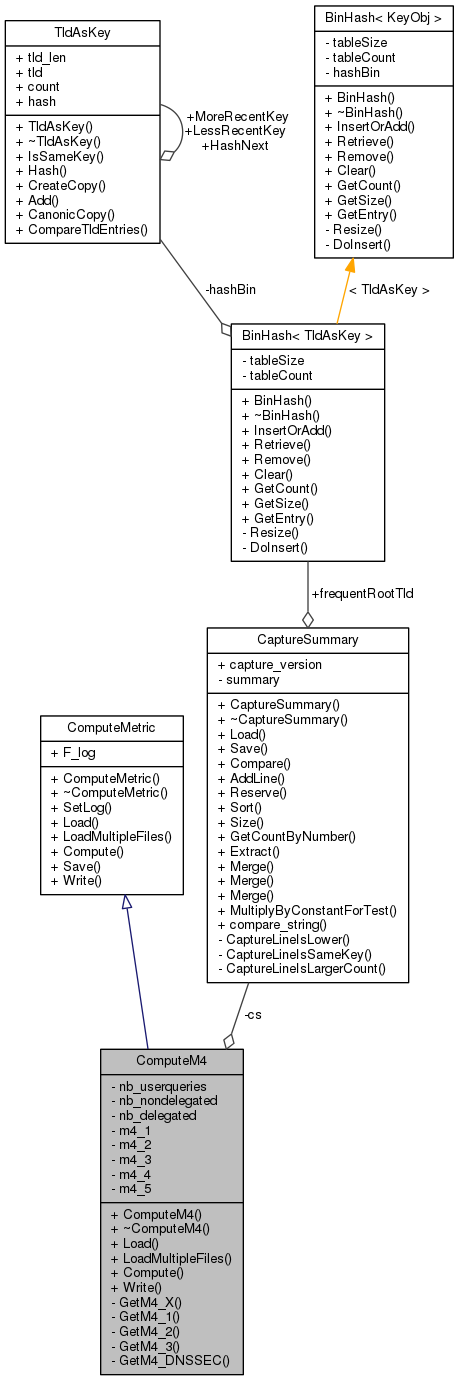 TldAsKey
+ tld_len
+ tld
+ count
+ hash
+ TldAsKey()
+ ~TldAsKey()
+ IsSameKey()
+ Hash()
+ CreateCopy()
+ Add()
+ CanonicCopy()
+ CompareTldEntries()
+MoreRecentKey
+LessRecentKey
+HashNext
BinHash< KeyObj >
- tableSize
- tableCount
- hashBin
+ BinHash()
+ ~BinHash()
+ InsertOrAdd()
+ Retrieve()
+ Remove()
+ Clear()
+ GetCount()
+ GetSize()
+ GetEntry()
- Resize()
- DoInsert()
-hashBin
< TldAsKey >
BinHash< TldAsKey >
- tableSize
- tableCount
+ BinHash()
+ ~BinHash()
+ InsertOrAdd()
+ Retrieve()
+ Remove()
+ Clear()
+ GetCount()
+ GetSize()
+ GetEntry()
- Resize()
- DoInsert()
+frequentRootTld
CaptureSummary
+ capture_version
- summary
+ CaptureSummary()
+ ~CaptureSummary()
+ Load()
+ Save()
+ Compare()
+ AddLine()
+ Reserve()
+ Sort()
+ Size()
+ GetCountByNumber()
+ Extract()
+ Merge()
+ Merge()
+ Merge()
+ MultiplyByConstantForTest()
+ compare_string()
- CaptureLineIsLower()
- CaptureLineIsSameKey()
- CaptureLineIsLargerCount()
ComputeMetric
+ F_log
+ ComputeMetric()
+ ~ComputeMetric()
+ SetLog()
+ Load()
+ LoadMultipleFiles()
+ Compute()
+ Save()
+ Write()
-cs
ComputeM4
- nb_userqueries
- nb_nondelegated
- nb_delegated
- m4_1
- m4_2
- m4_3
- m4_4
- m4_5
+ ComputeM4()
+ ~ComputeM4()
+ Load()
+ LoadMultipleFiles()
+ Compute()
+ Write()
- GetM4_X()
- GetM4_1()
- GetM4_2()
- GetM4_3()
- GetM4_DNSSEC()